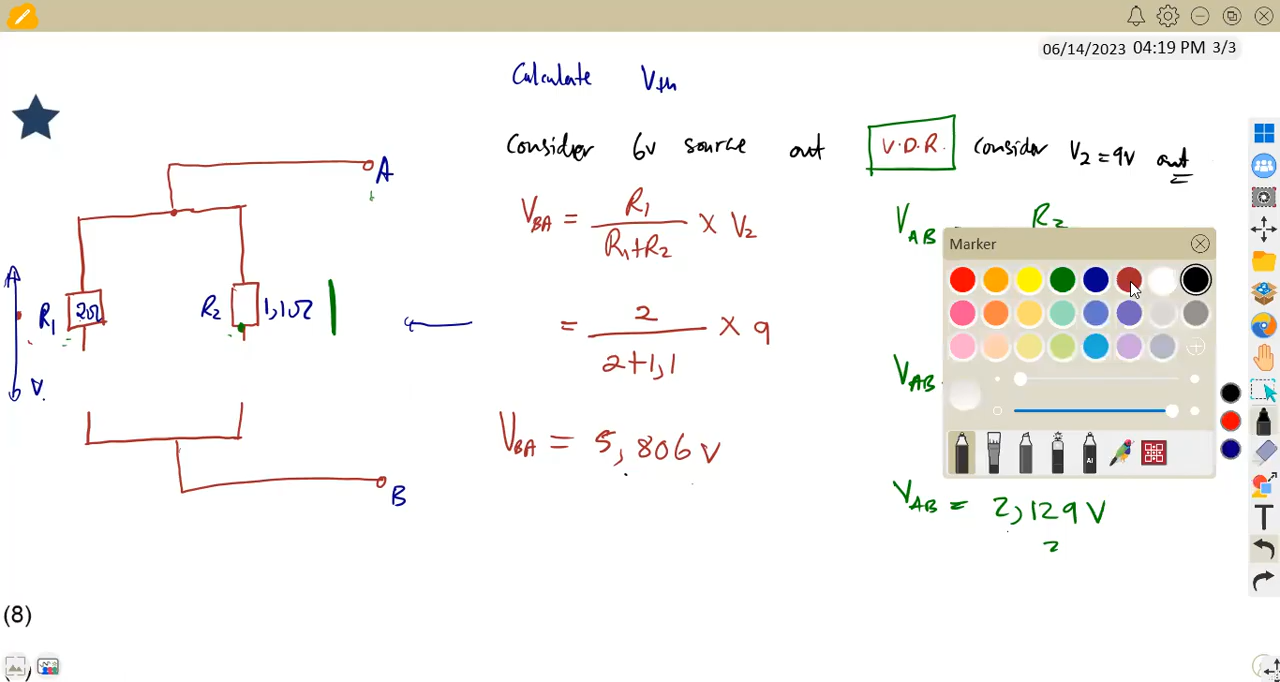 06/14/2023 04:19 PM 3/3
Calculate Vth
Consider 6v source out
V.D.R.
Consider V2 = 9v out
VBA = R1 / R1+R2 × V2
VAB = R2
Marker
A
R1 2Ω
R2 1,1Ω
= 2 / 2+1,1 × 9
VAB
V.
VBA = 5,806 V
AI
B
VAB = 2,129 V
T
(8)